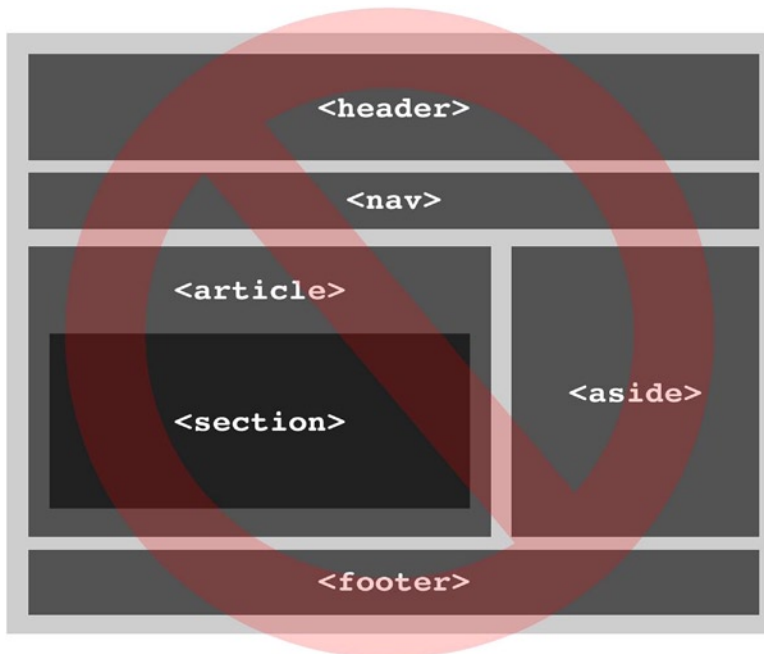 <header>
<nav>
<article>
<section>
<aside>
<footer>